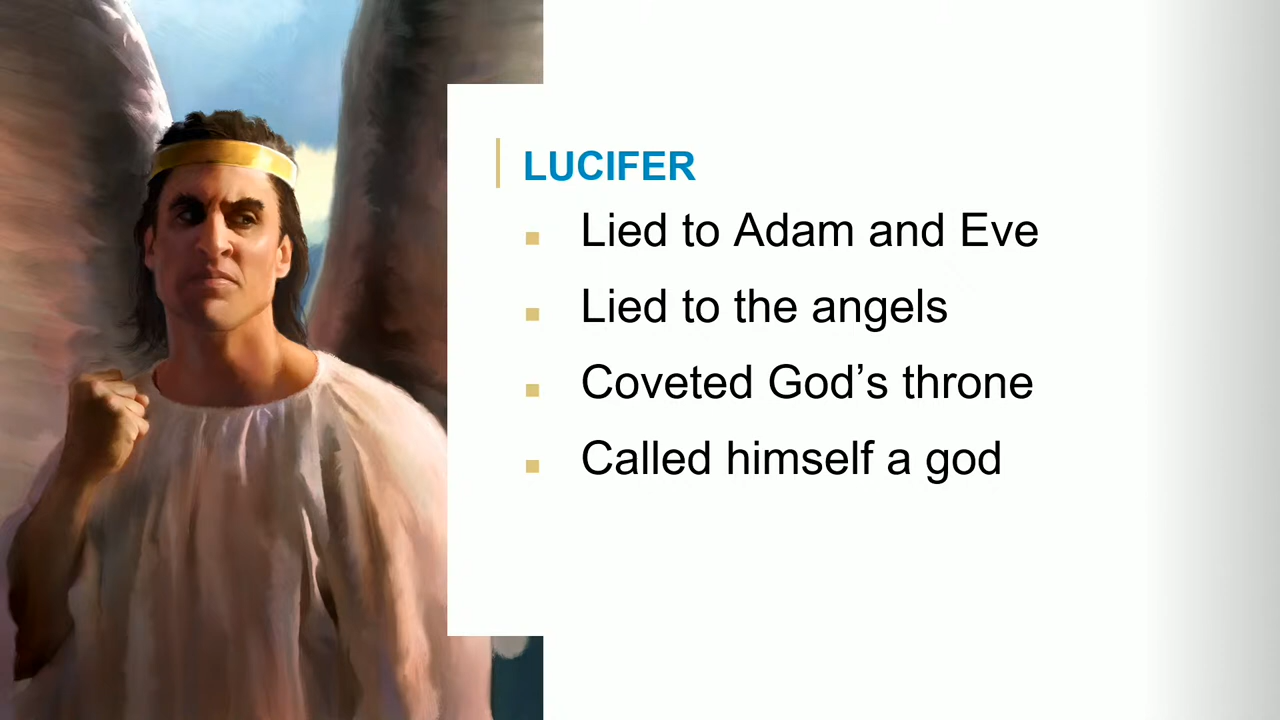 LUCIFER
Lied to Adam and Eve
Lied to the angels
Coveted God’s throne
Called himself a god